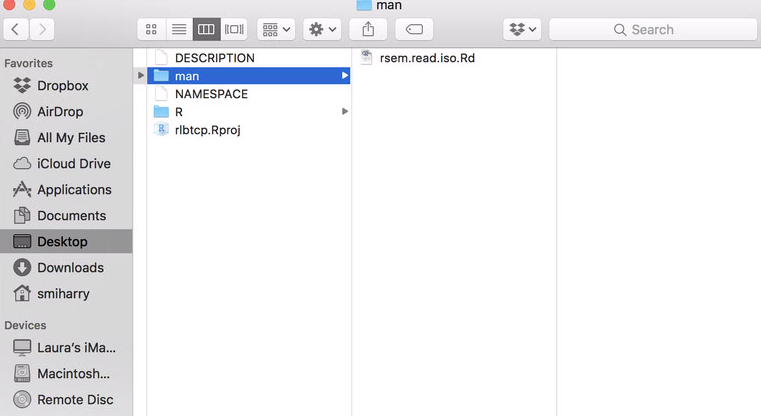 man
Search
Favorites
Dropbox
AirDrop
All My Files
iCloud Drive
Applications
Documents
Desktop
Downloads
smiharry
Devices
Laura's iMa...
Macintosh...
Remote Disc
DESCRIPTION
man
NAMESPACE
R
rlbtcp.Rproj
rsem.read.iso.Rd